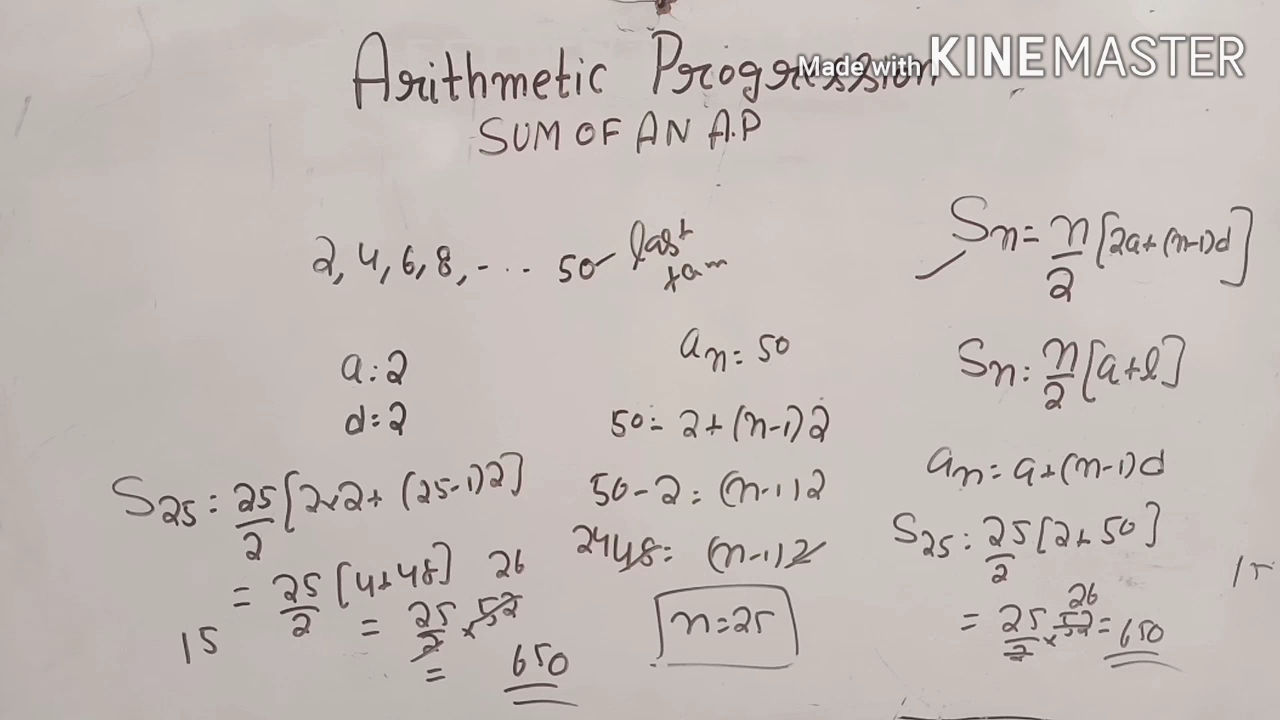 Arithmetic Progression
Made with KINEMASTER
SUM OF AN A.P
2, 4, 6, 8, - ... 50 last
a: 2
d: 2
S25 = 25/2 [2×2 + (25-1)2]
= 25/2 [4+48]
= 25/2 × 52 26
= 650
15
an = 50
50 = 2 + (n-1)2
50 - 2 = (n-1)2
24 48 = (n-1)2
n = 25
Sn = n/2 [2a + (n-1)d]
Sn = n/2 [a + l]
an = a + (n-1)d
S25 = 25/2 [2 + 50]
= 25/2 × 52 26 = 650